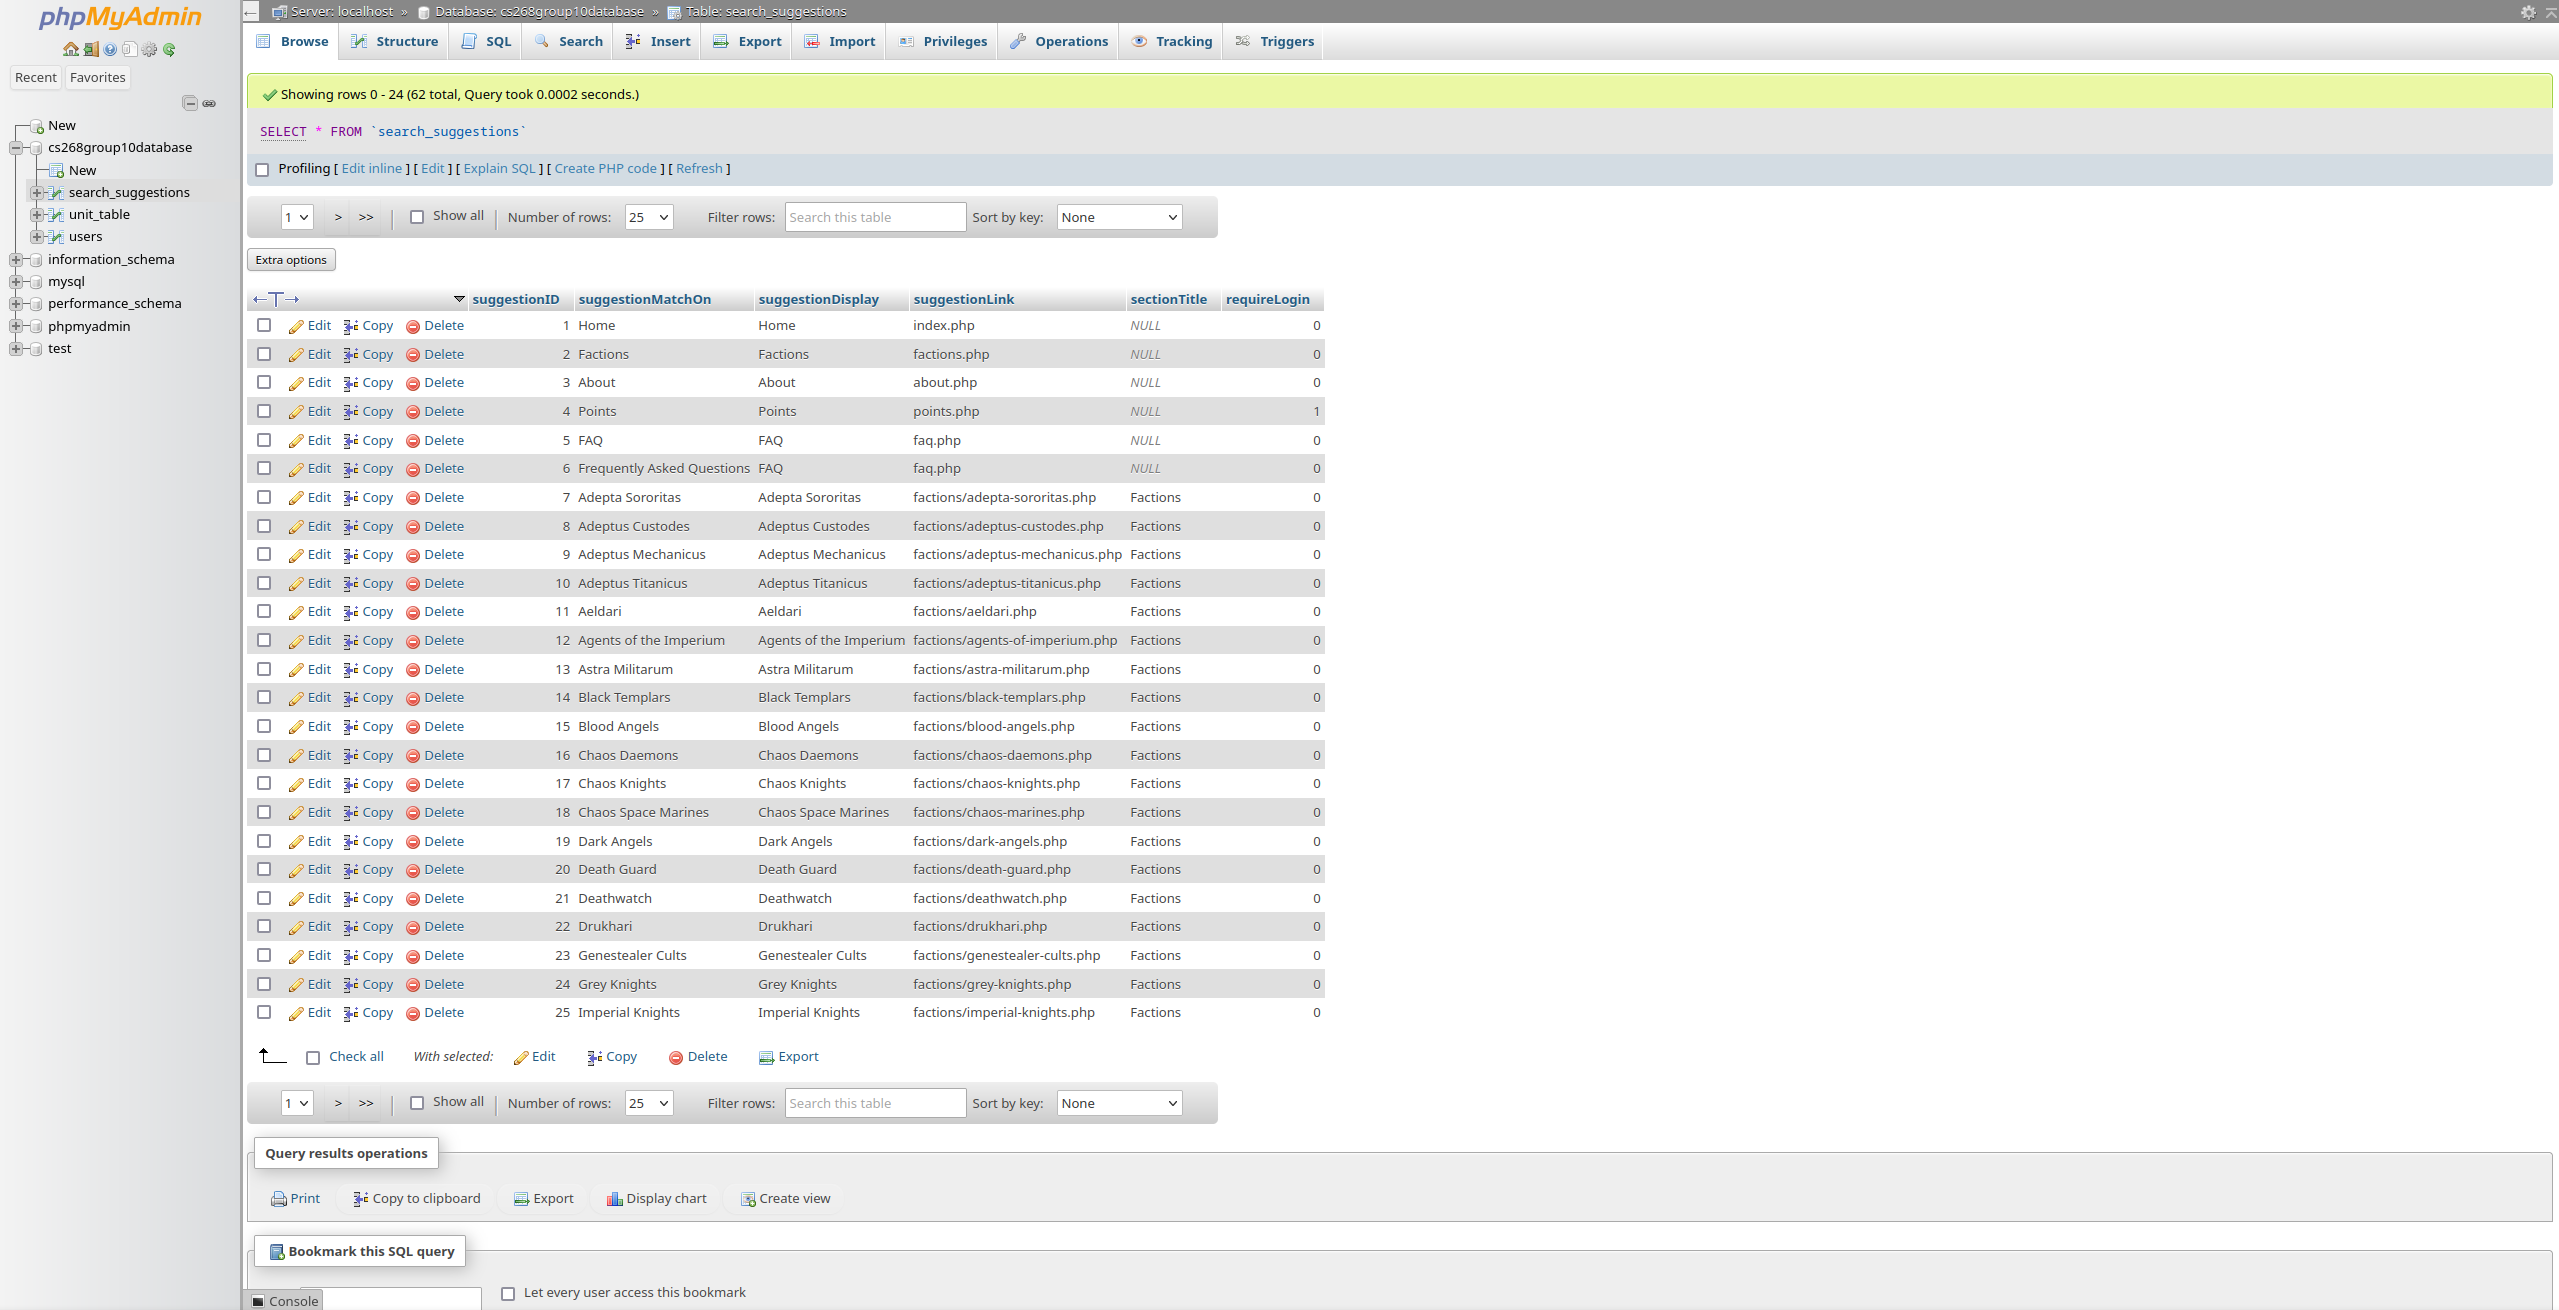 phpMyAdmin
Recent Favorites
New
cs268group10database
New
search_suggestions
unit_table
users
information_schema
mysql
performance_schema
phpmyadmin
test
Server: localhost » Database: cs268group10database » Table: search_suggestions
Browse Structure SQL Search Insert Export Import Privileges Operations Tracking Triggers
Showing rows 0 - 24 (62 total, Query took 0.0002 seconds.)
SELECT * FROM `search_suggestions`
Profiling [ Edit inline ] [ Edit ] [ Explain SQL ] [ Create PHP code ] [ Refresh ]
1 > >> Show all Number of rows: 25 Filter rows: Search this table Sort by key: None
Extra options
suggestionID suggestionMatchOn suggestionDisplay suggestionLink sectionTitle requireLogin
Edit Copy Delete 1 Home Home index.php NULL 0
Edit Copy Delete 2 Factions Factions factions.php NULL 0
Edit Copy Delete 3 About About about.php NULL 0
Edit Copy Delete 4 Points Points points.php NULL 1
Edit Copy Delete 5 FAQ FAQ faq.php NULL 0
Edit Copy Delete 6 Frequently Asked Questions FAQ faq.php NULL 0
Edit Copy Delete 7 Adepta Sororitas Adepta Sororitas factions/adepta-sororitas.php Factions 0
Edit Copy Delete 8 Adeptus Custodes Adeptus Custodes factions/adeptus-custodes.php Factions 0
Edit Copy Delete 9 Adeptus Mechanicus Adeptus Mechanicus factions/adeptus-mechanicus.php Factions 0
Edit Copy Delete 10 Adeptus Titanicus Adeptus Titanicus factions/adeptus-titanicus.php Factions 0
Edit Copy Delete 11 Aeldari Aeldari factions/aeldari.php Factions 0
Edit Copy Delete 12 Agents of the Imperium Agents of the Imperium factions/agents-of-imperium.php Factions 0
Edit Copy Delete 13 Astra Militarum Astra Militarum factions/astra-militarum.php Factions 0
Edit Copy Delete 14 Black Templars Black Templars factions/black-templars.php Factions 0
Edit Copy Delete 15 Blood Angels Blood Angels factions/blood-angels.php Factions 0
Edit Copy Delete 16 Chaos Daemons Chaos Daemons factions/chaos-daemons.php Factions 0
Edit Copy Delete 17 Chaos Knights Chaos Knights factions/chaos-knights.php Factions 0
Edit Copy Delete 18 Chaos Space Marines Chaos Space Marines factions/chaos-marines.php Factions 0
Edit Copy Delete 19 Dark Angels Dark Angels factions/dark-angels.php Factions 0
Edit Copy Delete 20 Death Guard Death Guard factions/death-guard.php Factions 0
Edit Copy Delete 21 Deathwatch Deathwatch factions/deathwatch.php Factions 0
Edit Copy Delete 22 Drukhari Drukhari factions/drukhari.php Factions 0
Edit Copy Delete 23 Genestealer Cults Genestealer Cults factions/genestealer-cults.php Factions 0
Edit Copy Delete 24 Grey Knights Grey Knights factions/grey-knights.php Factions 0
Edit Copy Delete 25 Imperial Knights Imperial Knights factions/imperial-knights.php Factions 0
Check all With selected: Edit Copy Delete Export
1 > >> Show all Number of rows: 25 Filter rows: Search this table Sort by key: None
Query results operations
Print Copy to clipboard Export Display chart Create view
Bookmark this SQL query
Let every user access this bookmark
Console